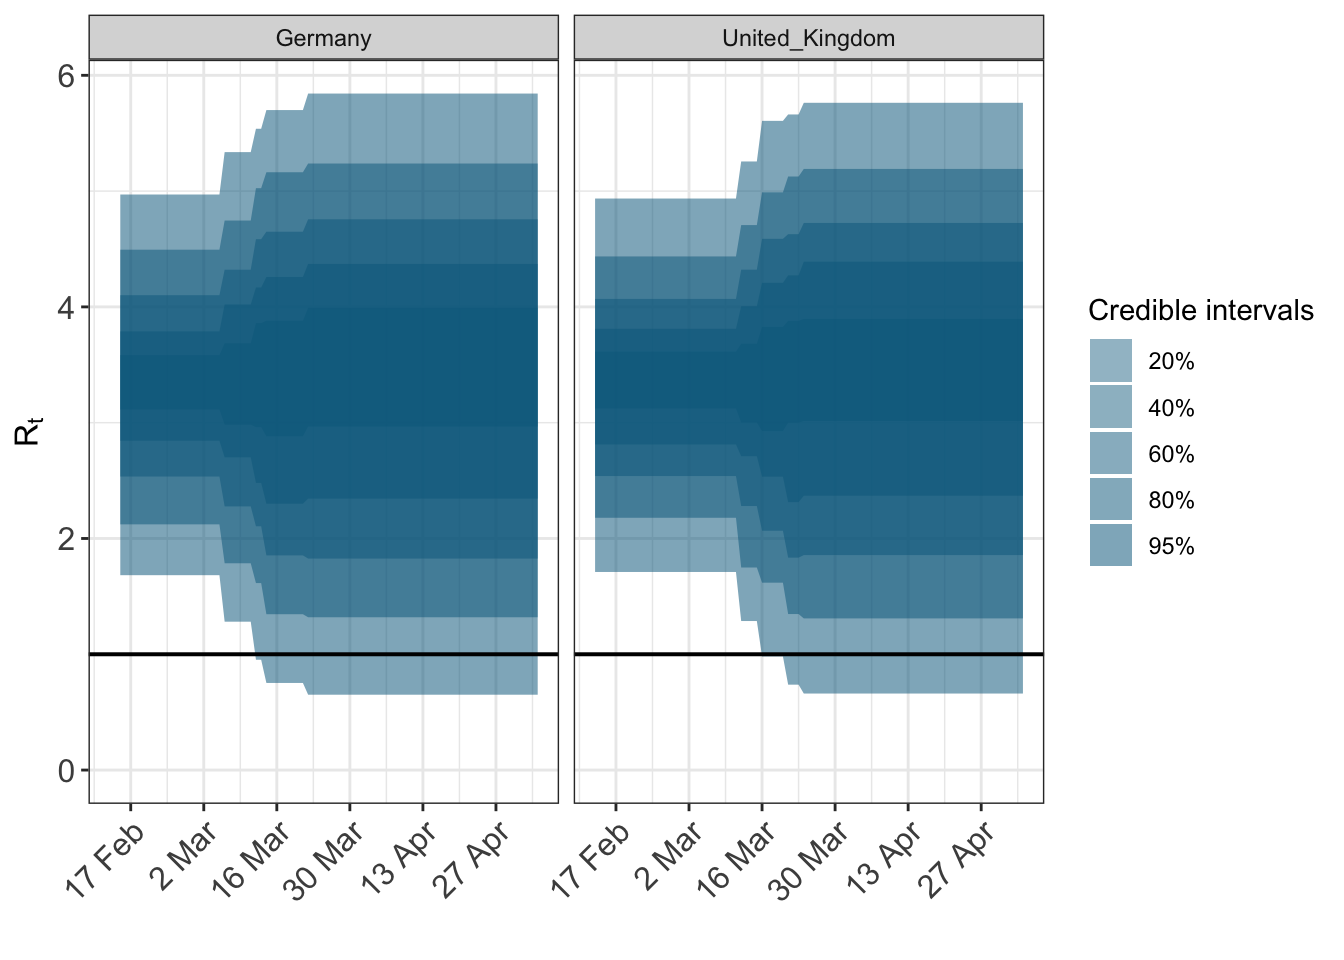 Germany
United_Kingdom
6
4
2
0
Rt
17 Feb
2 Mar
16 Mar
30 Mar
13 Apr
27 Apr
17 Feb
2 Mar
16 Mar
30 Mar
13 Apr
27 Apr
Credible intervals
20%
40%
60%
80%
95%